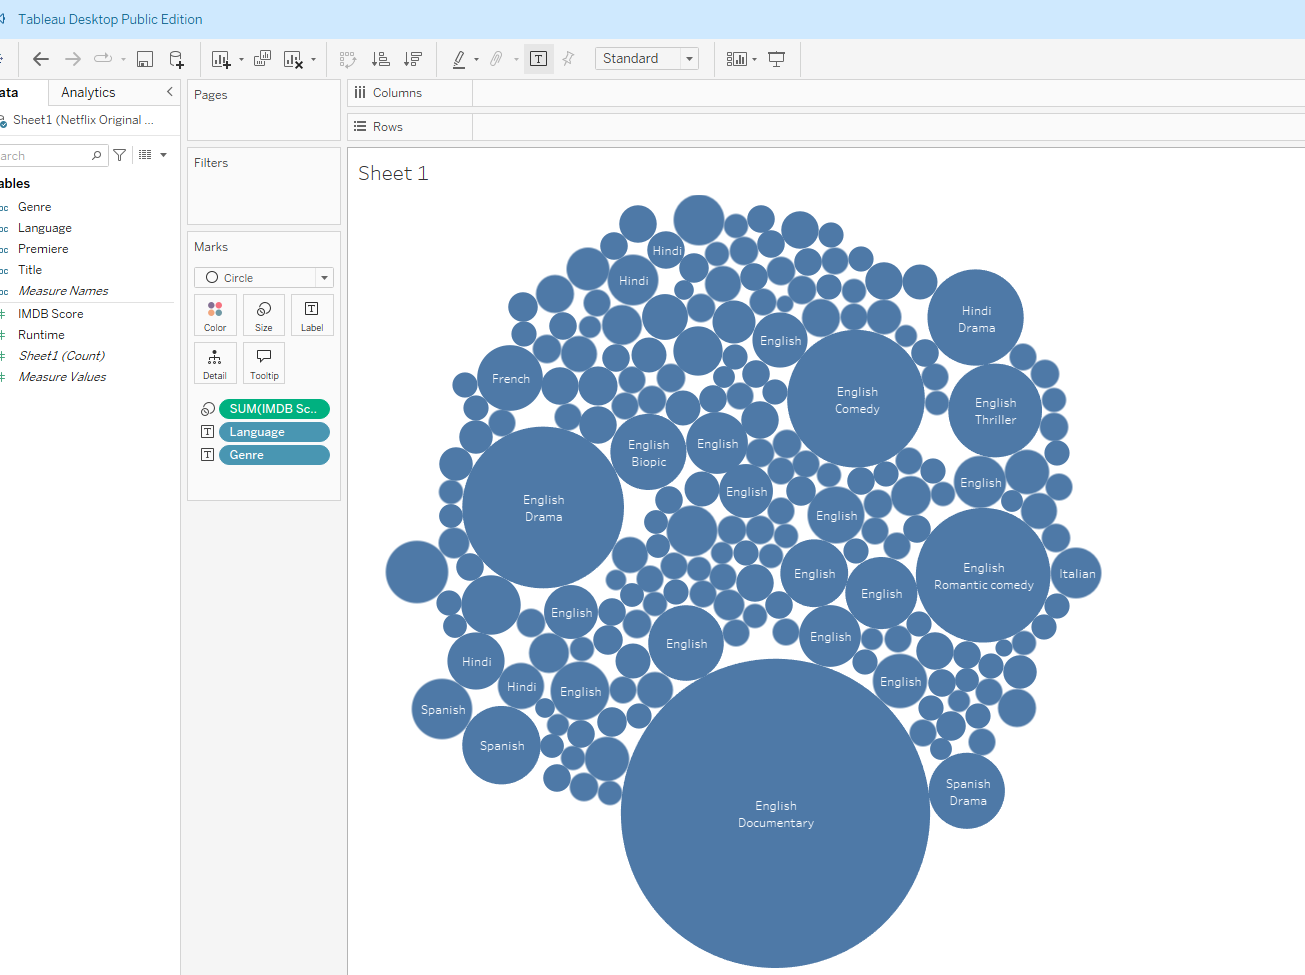 Tableau Desktop Public Edition
Standard
ata
Analytics
Sheet1 (Netflix Original ...
arch
ables
Genre
Language
Premiere
Title
Measure Names
IMDB Score
Runtime
Sheet1 (Count)
Measure Values
Pages
Filters
Marks
Circle
Color
Size
Label
Detail
Tooltip
SUM(IMDB Sc..
Language
Genre
Columns
Rows
Sheet 1
Hindi
Hindi
Hindi
Drama
English
French
English
Comedy
English
Thriller
English
Biopic
English
English
English
English
Drama
English
English
Romantic comedy
Italian
English
English
English
English
English
Hindi
Hindi
English
English
Spanish
Spanish
English
Documentary
Spanish
Drama